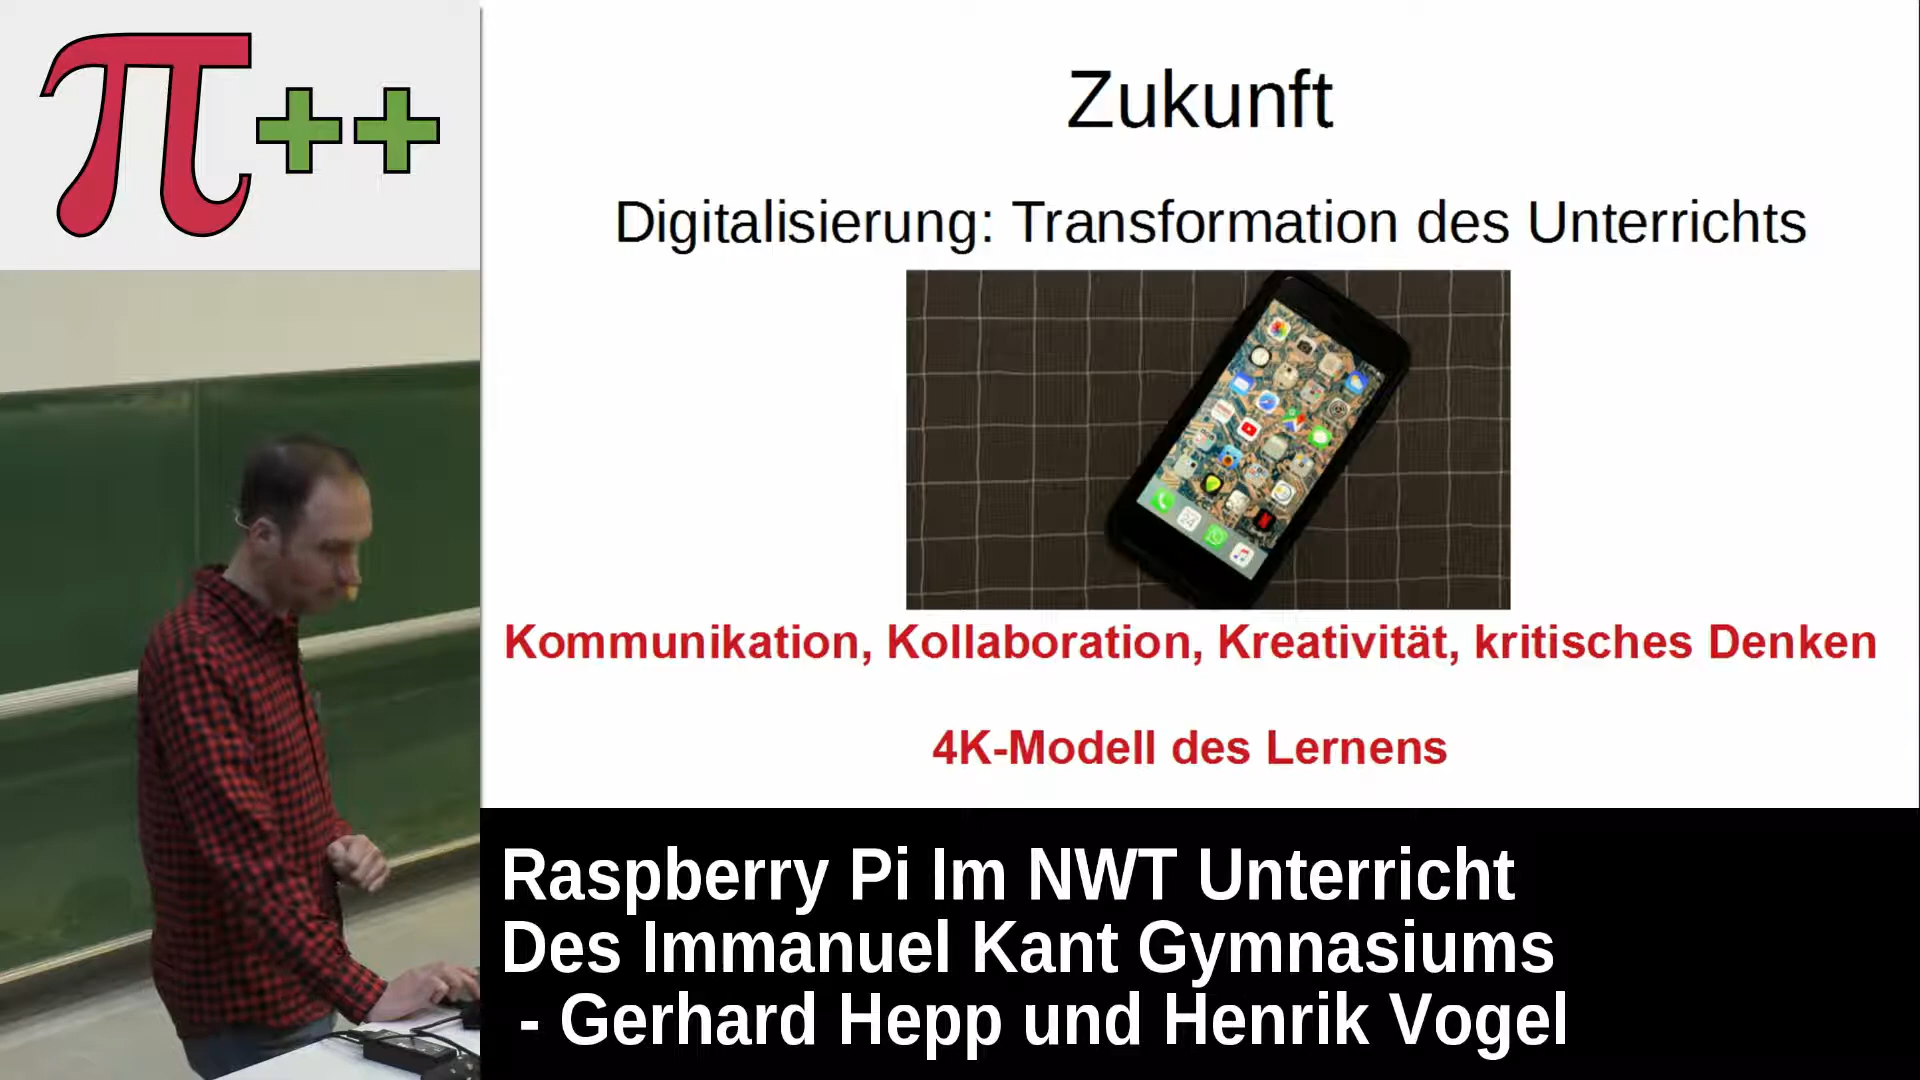 π++
Zukunft
Digitalisierung: Transformation des Unterrichts
Kommunikation, Kollaboration, Kreativität, kritisches Denken
4K-Modell des Lernens
Raspberry Pi Im NWT Unterricht
Des Immanuel Kant Gymnasiums
- Gerhard Hepp und Henrik Vogel